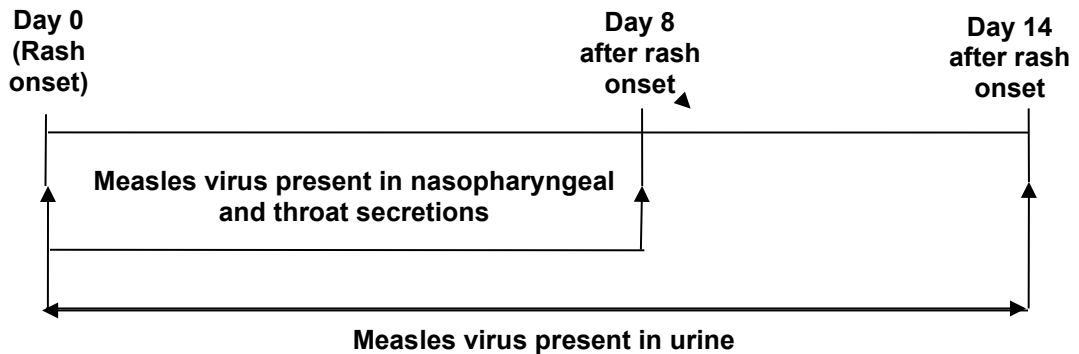 Day 0
(Rash
onset)
Day 8
after rash
onset
Day 14
after rash
onset
Measles virus present in nasopharyngeal
and throat secretions
Measles virus present in urine